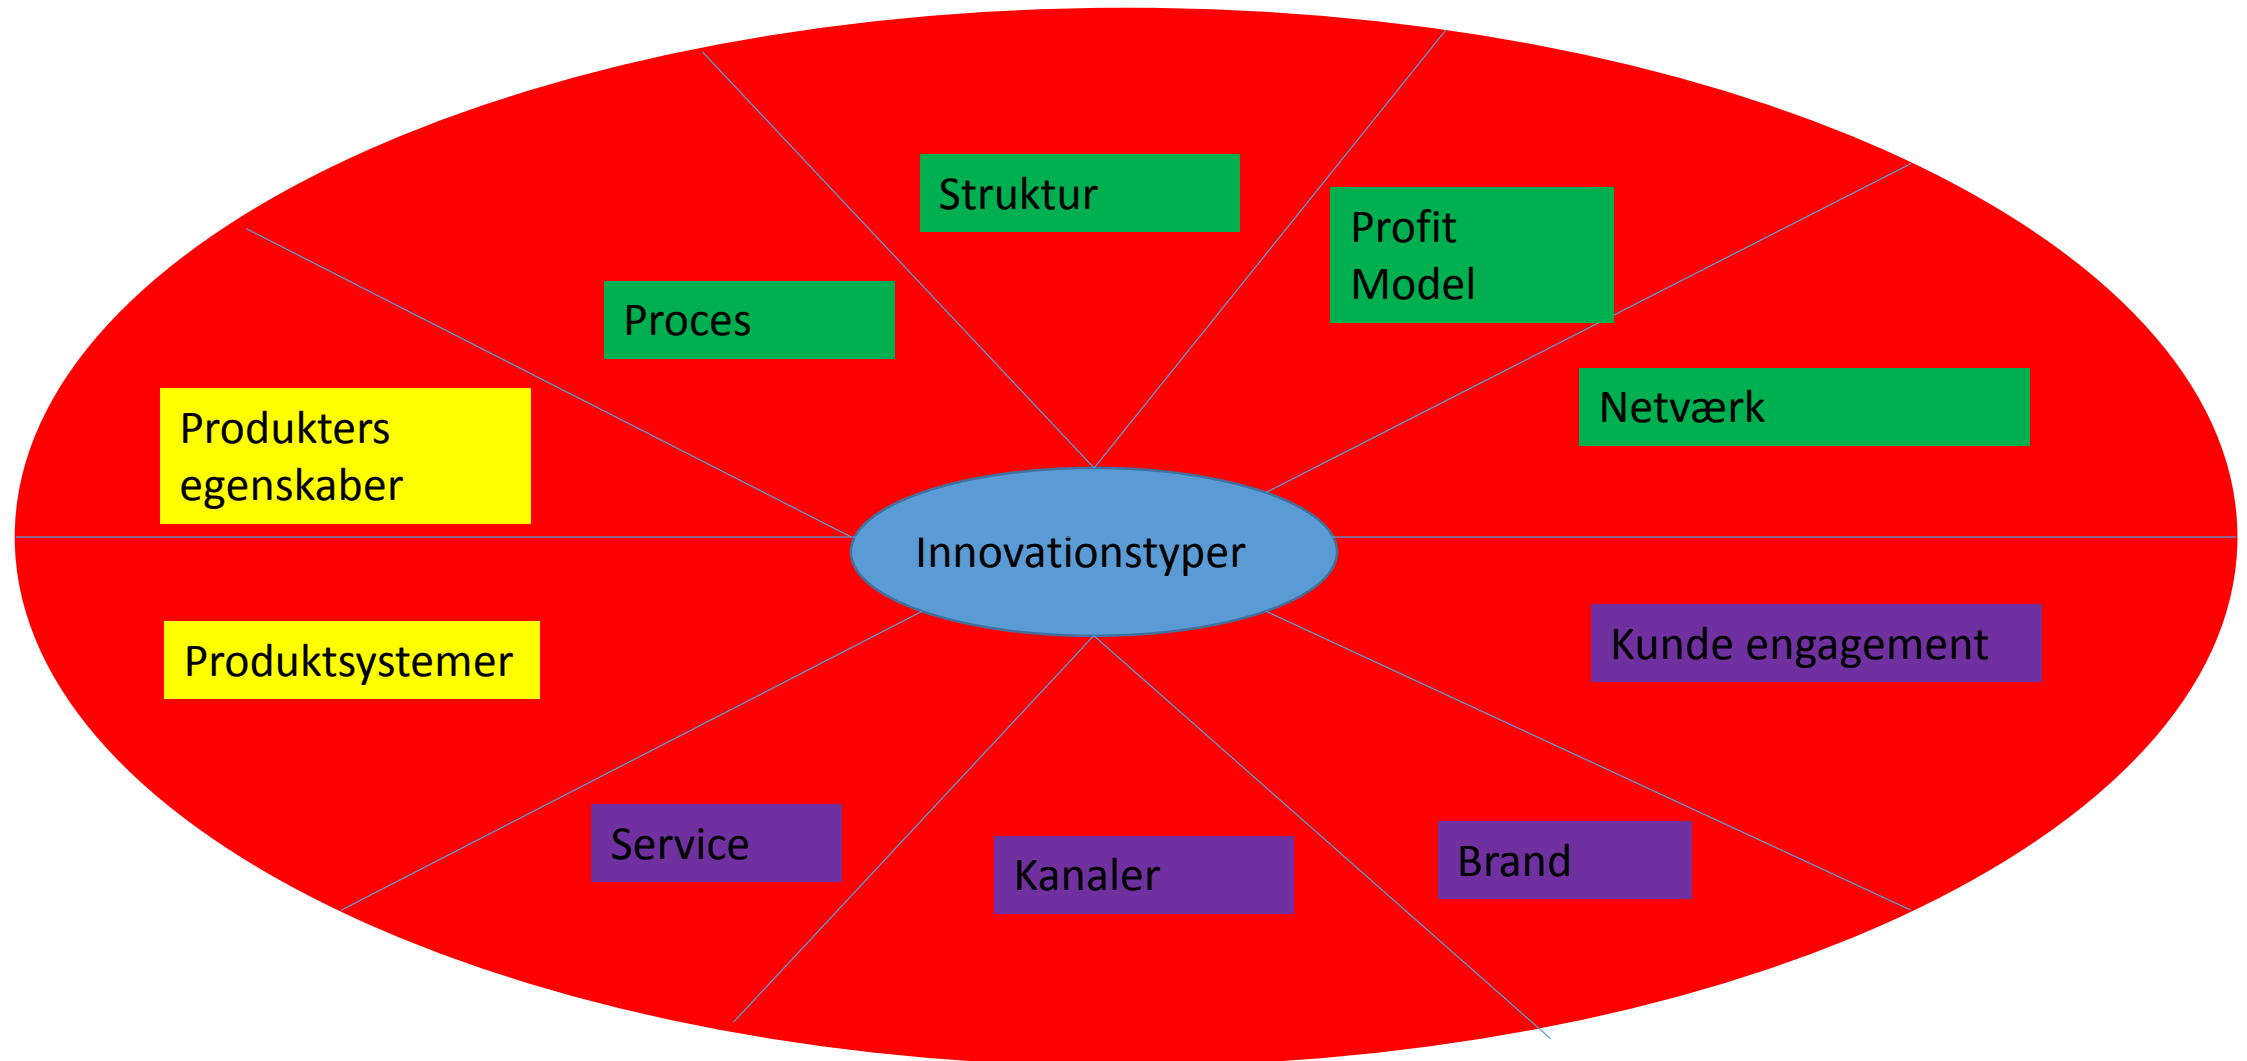 Struktur
Profit
Model
Proces
Netværk
Produkters
egenskaber
Innovationstyper
Kunde engagement
Produktsystemer
Service
Kanaler
Brand